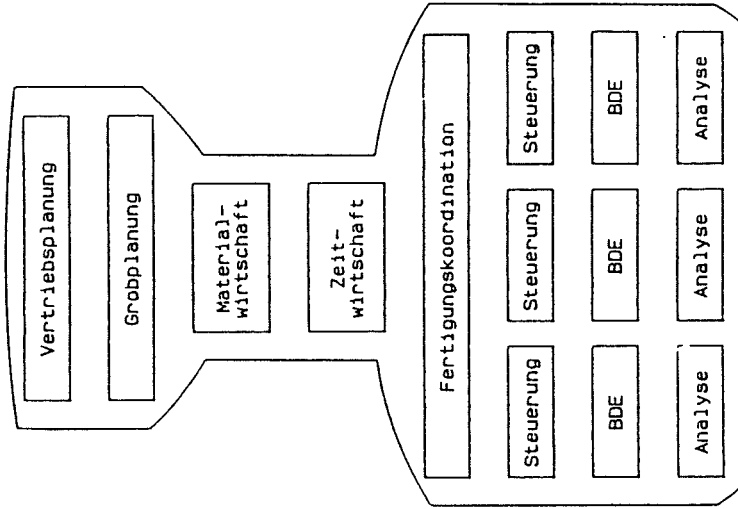 Vertriebsplanung
Grobplanung
Material-
wirtschaft
Zeit-
wirtschaft
Fertigungskoordination
Steuerung
Steuerung
Steuerung
BDE
BDE
BDE
Analyse
Analyse
Analyse